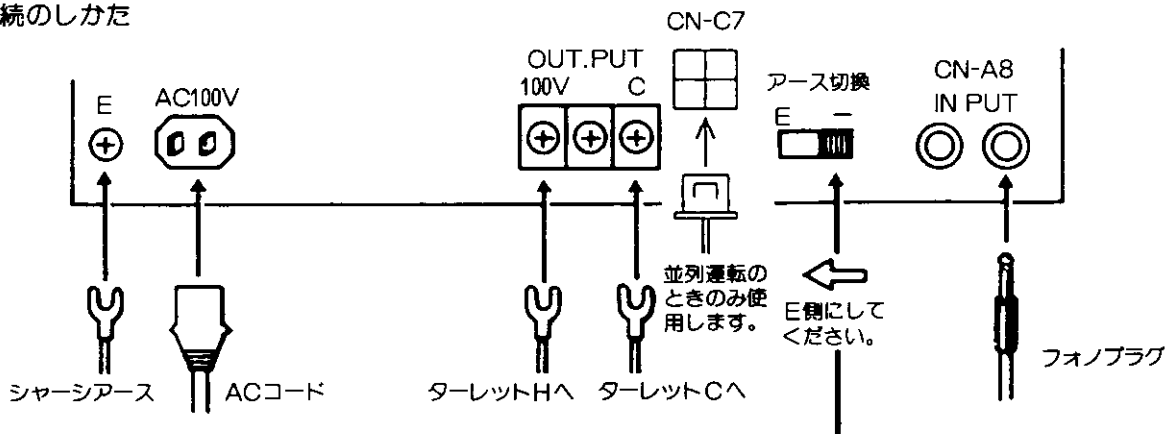 続のしかた
CN-C7
OUT.PUT
100V C
アース切換
E −
CN-A8
IN PUT
E
AC100V
並列運転の
ときのみ使
用します。
E側にして
ください。
フォノプラグ
シャーシアース
ACコード
ターレットHへ
ターレットCへ